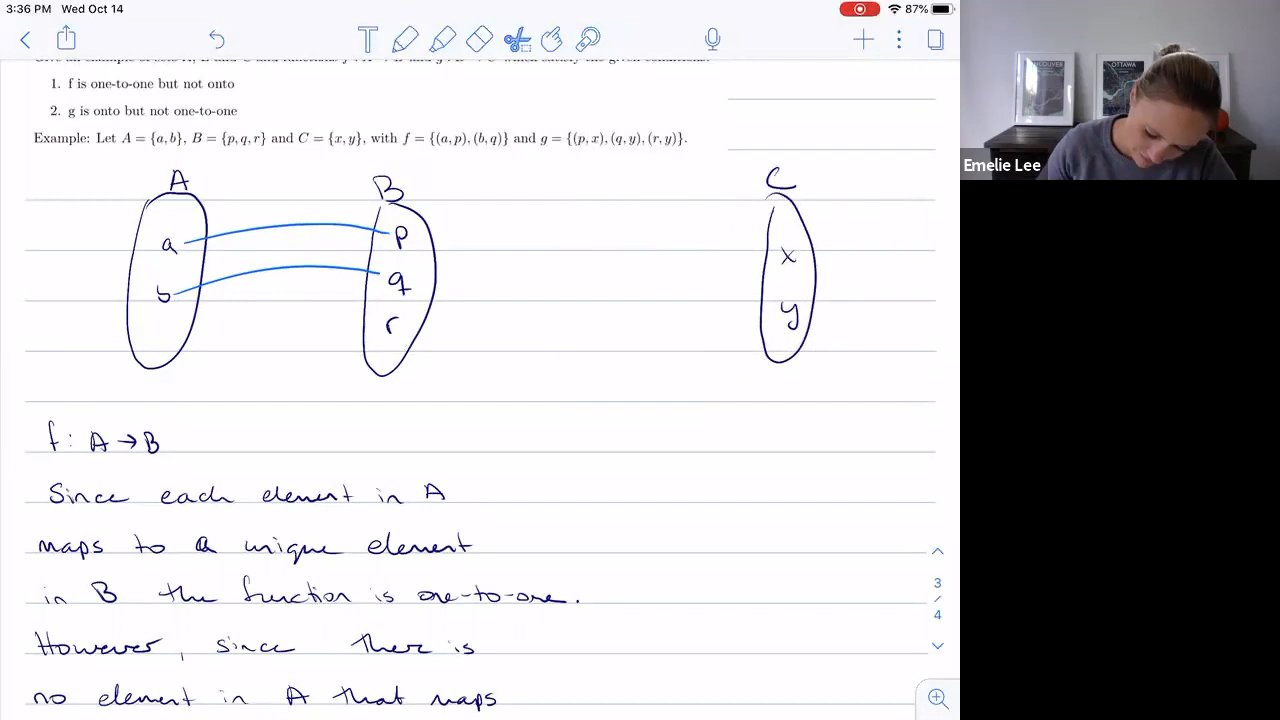 3:36 PM Wed Oct 14
87%
1. f is one-to-one but not onto
2. g is onto but not one-to-one
Example: Let A = {a, b}, B = {p, q, r} and C = {x, y}, with f = {(a, p), (b, q)} and g = {(p, x), (q, y), (r, y)}.
VANCOUVER
OTTAWA
Emelie Lee
A
B
C
a
b
p
q
r
x
y
f: A → B
Since each element in A
maps to a unique element
in B the function is one-to-one.
However, since there is
no element in A that maps
3
/
4